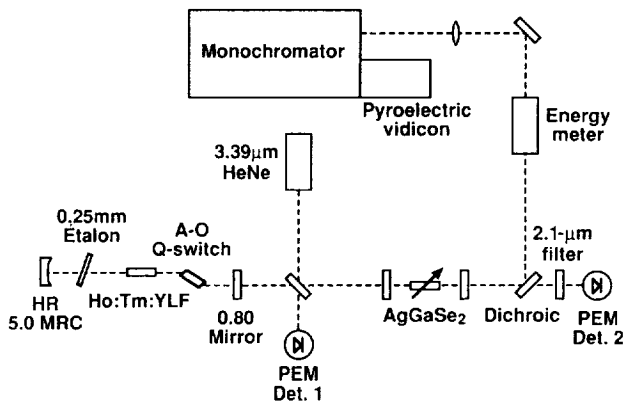 Monochromator
Pyroelectric
vidicon
Energy
meter
3.39μm
HeNe
0.25mm
Etalon
A-O
Q-switch
2.1-μm
filter
HR
5.0 MRC
Ho:Tm:YLF
0.80
Mirror
AgGaSe₂
Dichroic
PEM
Det. 2
PEM
Det. 1